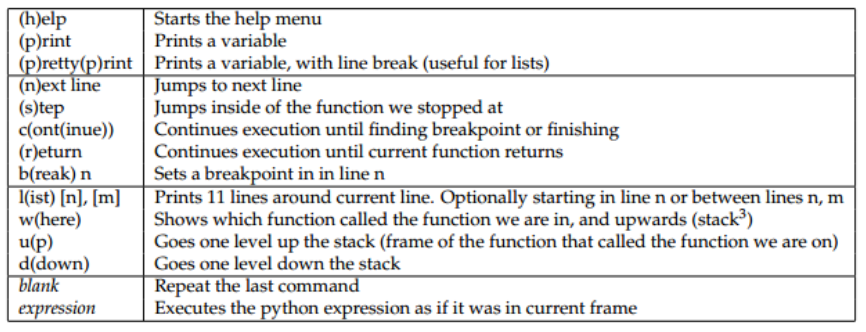 (h)elp Starts the help menu
(p)rint Prints a variable
(p)retty(p)rint Prints a variable, with line break (useful for lists)
(n)ext line Jumps to next line
(s)tep Jumps inside of the function we stopped at
c(ont(inue)) Continues execution until finding breakpoint or finishing
(r)eturn Continues execution until current function returns
b(reak) n Sets a breakpoint in in line n
l(ist) [n], [m] Prints 11 lines around current line. Optionally starting in line n or between lines n, m
w(here) Shows which function called the function we are in, and upwards (stack³)
u(p) Goes one level up the stack (frame of the function that called the function we are on)
d(down) Goes one level down the stack
blank Repeat the last command
expression Executes the python expression as if it was in current frame